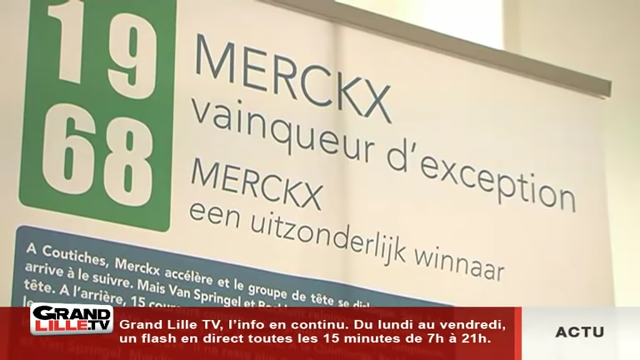 19
68
MERCKX
vainqueur d'exception
MERCKX
een uitzonderlijk winnaar
A Coutiches, Merckx accélère et le groupe de tête se
arrive à le suivre. Mais Van Springel et
tête. A l'arrière, 15
GRAND
LILLE TV
Grand Lille TV, l'info en continu. Du lundi au vendredi,
un flash en direct toutes les 15 minutes de 7h à 21h.
ACTU